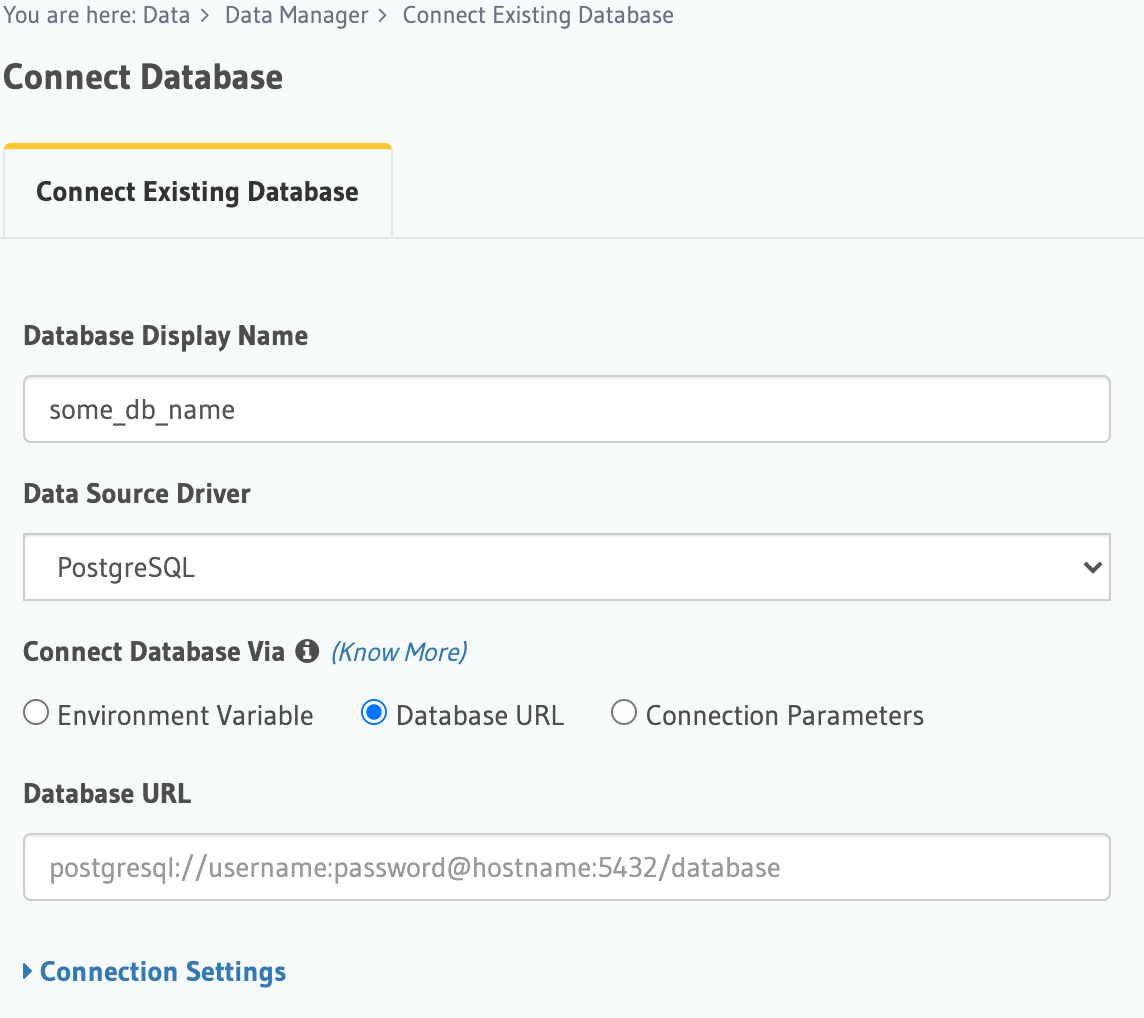 You are here: Data > Data Manager > Connect Existing Database
Connect Database
Connect Existing Database
Database Display Name
some_db_name
Data Source Driver
PostgreSQL
Connect Database Via (Know More)
Environment Variable Database URL Connection Parameters
Database URL
postgresql://username:password@hostname:5432/database
Connection Settings